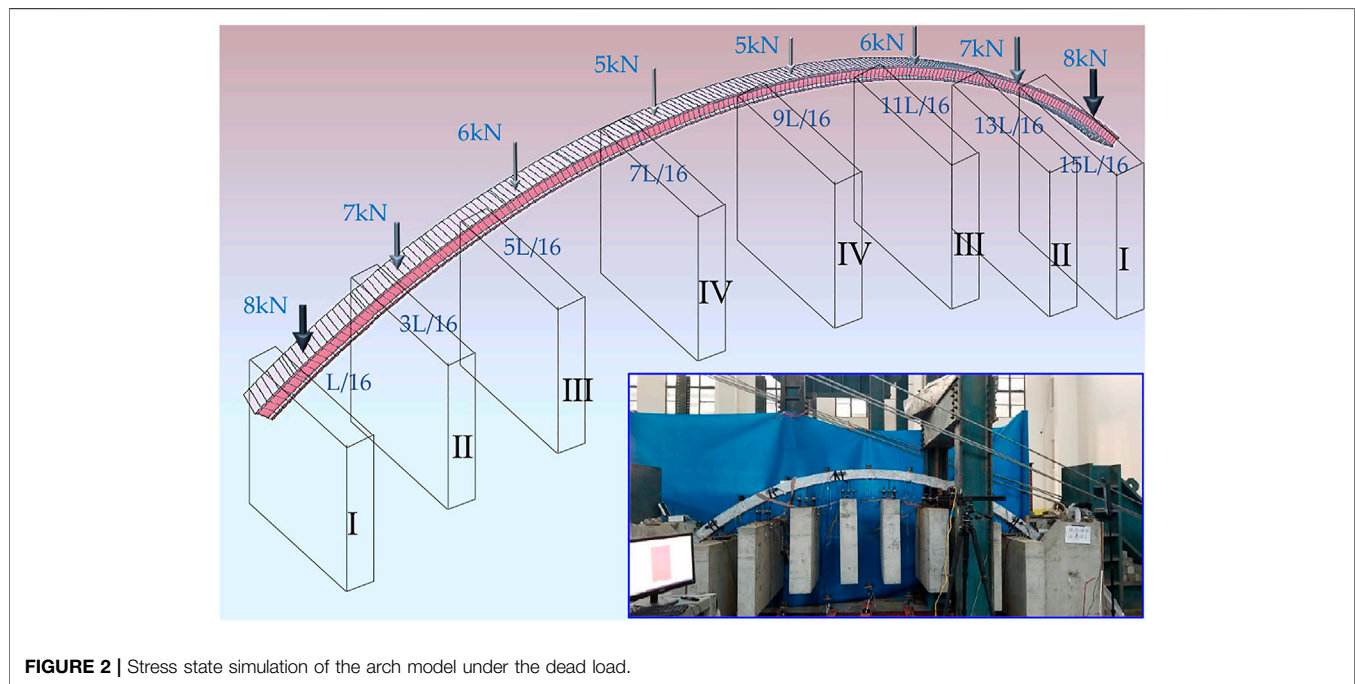 5kN
6kN
7kN
8kN
5kN
6kN
7kN
8kN
9L/16
11L/16
13L/16
15L/16
7L/16
5L/16
3L/16
L/16
I
II
III
IV
IV
III
II
I
FIGURE 2 | Stress state simulation of the arch model under the dead load.